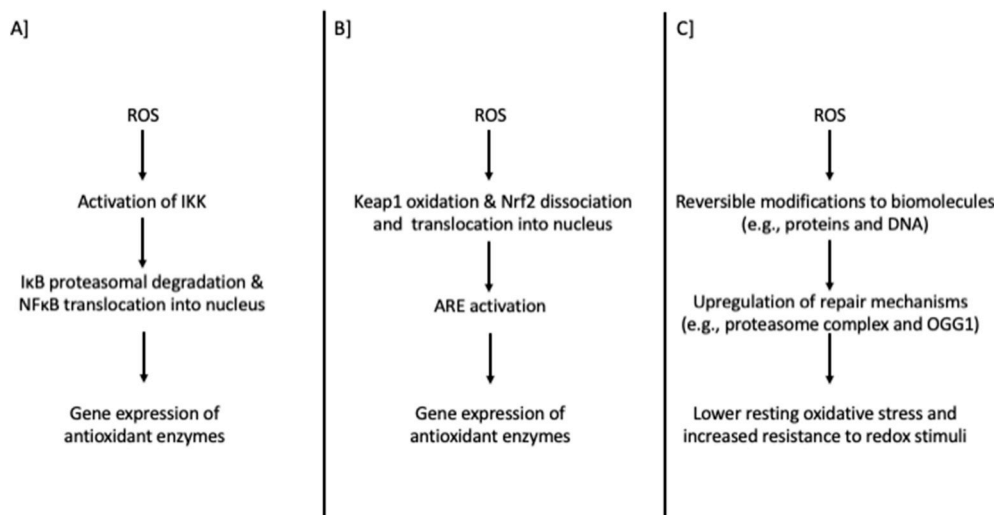 A]
ROS
Activation of IKK
IκB proteasomal degradation &
NFκB translocation into nucleus
Gene expression of
antioxidant enzymes
B]
ROS
Keap1 oxidation & Nrf2 dissociation
and translocation into nucleus
ARE activation
Gene expression of
antioxidant enzymes
C]
ROS
Reversible modifications to biomolecules
(e.g., proteins and DNA)
Upregulation of repair mechanisms
(e.g., proteasome complex and OGG1)
Lower resting oxidative stress and
increased resistance to redox stimuli